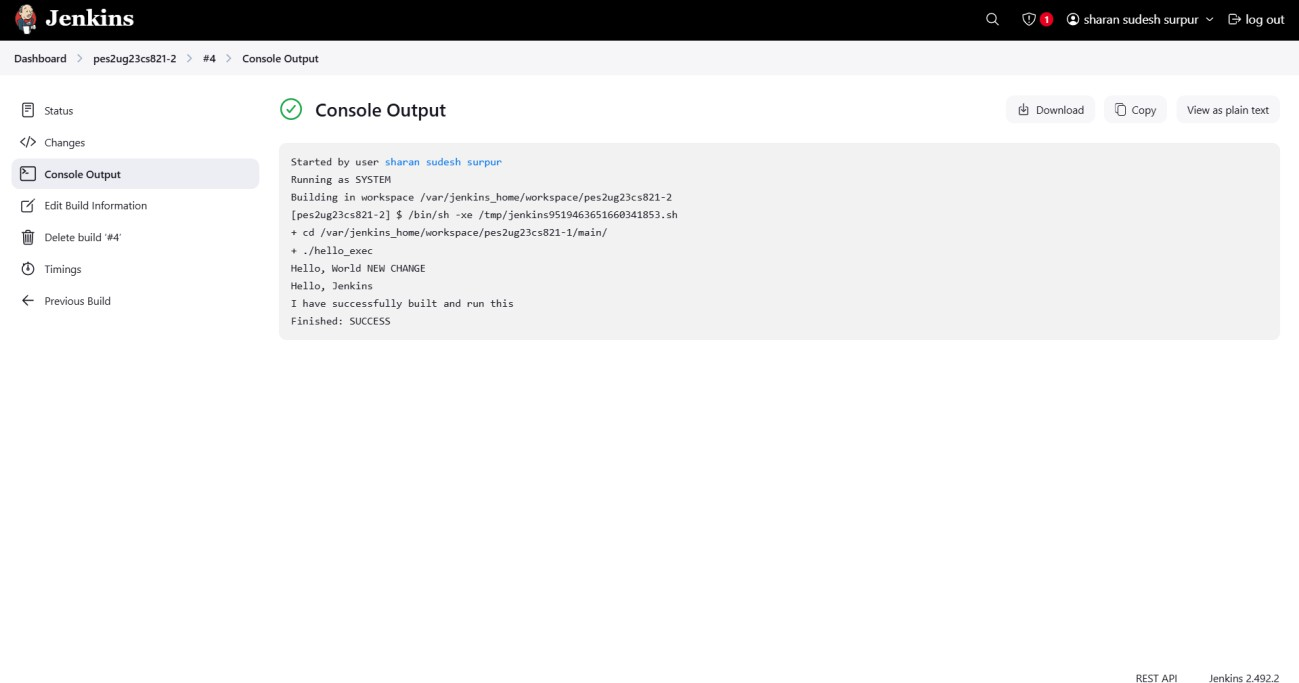 Jenkins
1
sharan sudesh surpur
log out
Dashboard
pes2ug23cs821-2
#4
Console Output
Status
Changes
Console Output
Edit Build Information
Delete build '#4'
Timings
Previous Build
Console Output
Download
Copy
View as plain text
Started by user sharan sudesh surpur
Running as SYSTEM
Building in workspace /var/jenkins_home/workspace/pes2ug23cs821-2
[pes2ug23cs821-2] $ /bin/sh -xe /tmp/jenkins9519463651660341853.sh
+ cd /var/jenkins_home/workspace/pes2ug23cs821-1/main/
+ ./hello_exec
Hello, World NEW CHANGE
Hello, Jenkins
I have successfully built and run this
Finished: SUCCESS
REST API
Jenkins 2.492.2